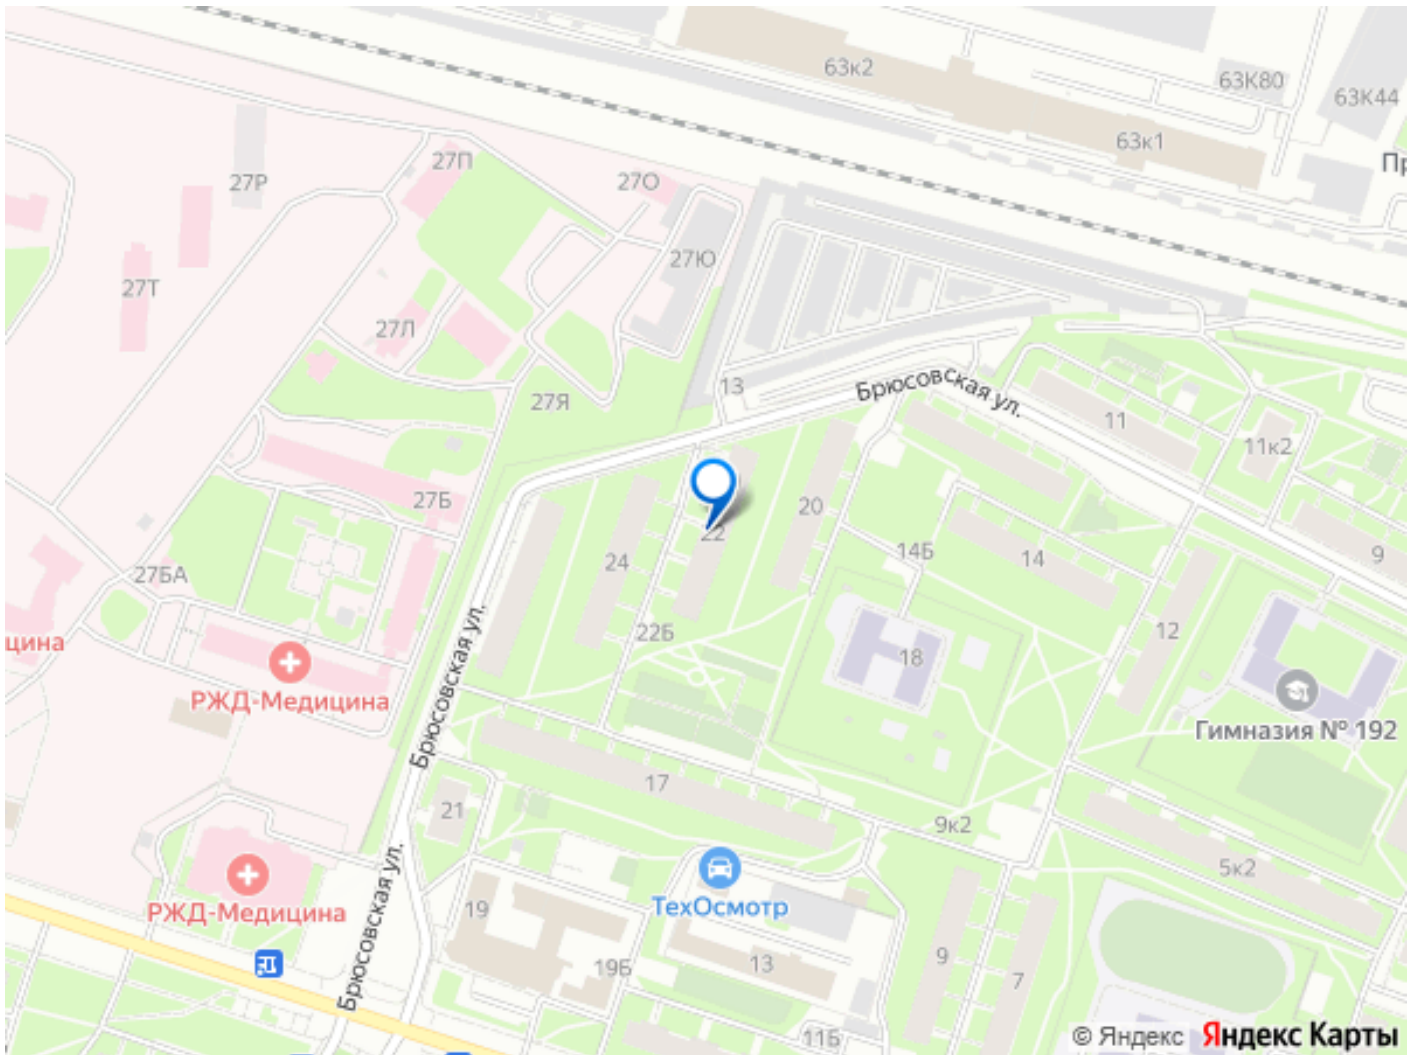 63к2
63К80
63К44
63к1
Пр
27П
27О
27Р
27Ю
27Т
27Л
13
27Я
Брюсовская ул.
11
11к2
27Б
20
22
24
14Б
14
9
27БА
12
22Б
18
цина
РЖД-Медицина
Брюсовская ул.
Гимназия № 192
17
21
9к2
5к2
РЖД-Медицина
ТехОсмотр
19
Брюсовская ул.
19Б
13
9
7
11Б
© Яндекс Яндекс Карты